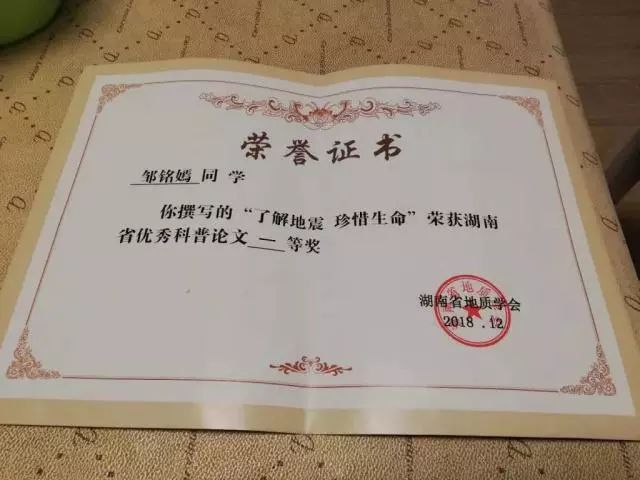 荣誉证书
邹铭嫣 同 学
你撰写的“了解地震 珍惜生命”荣获湖南
省优秀科普论文 一 等奖
湖南省地质学会
2018 .12